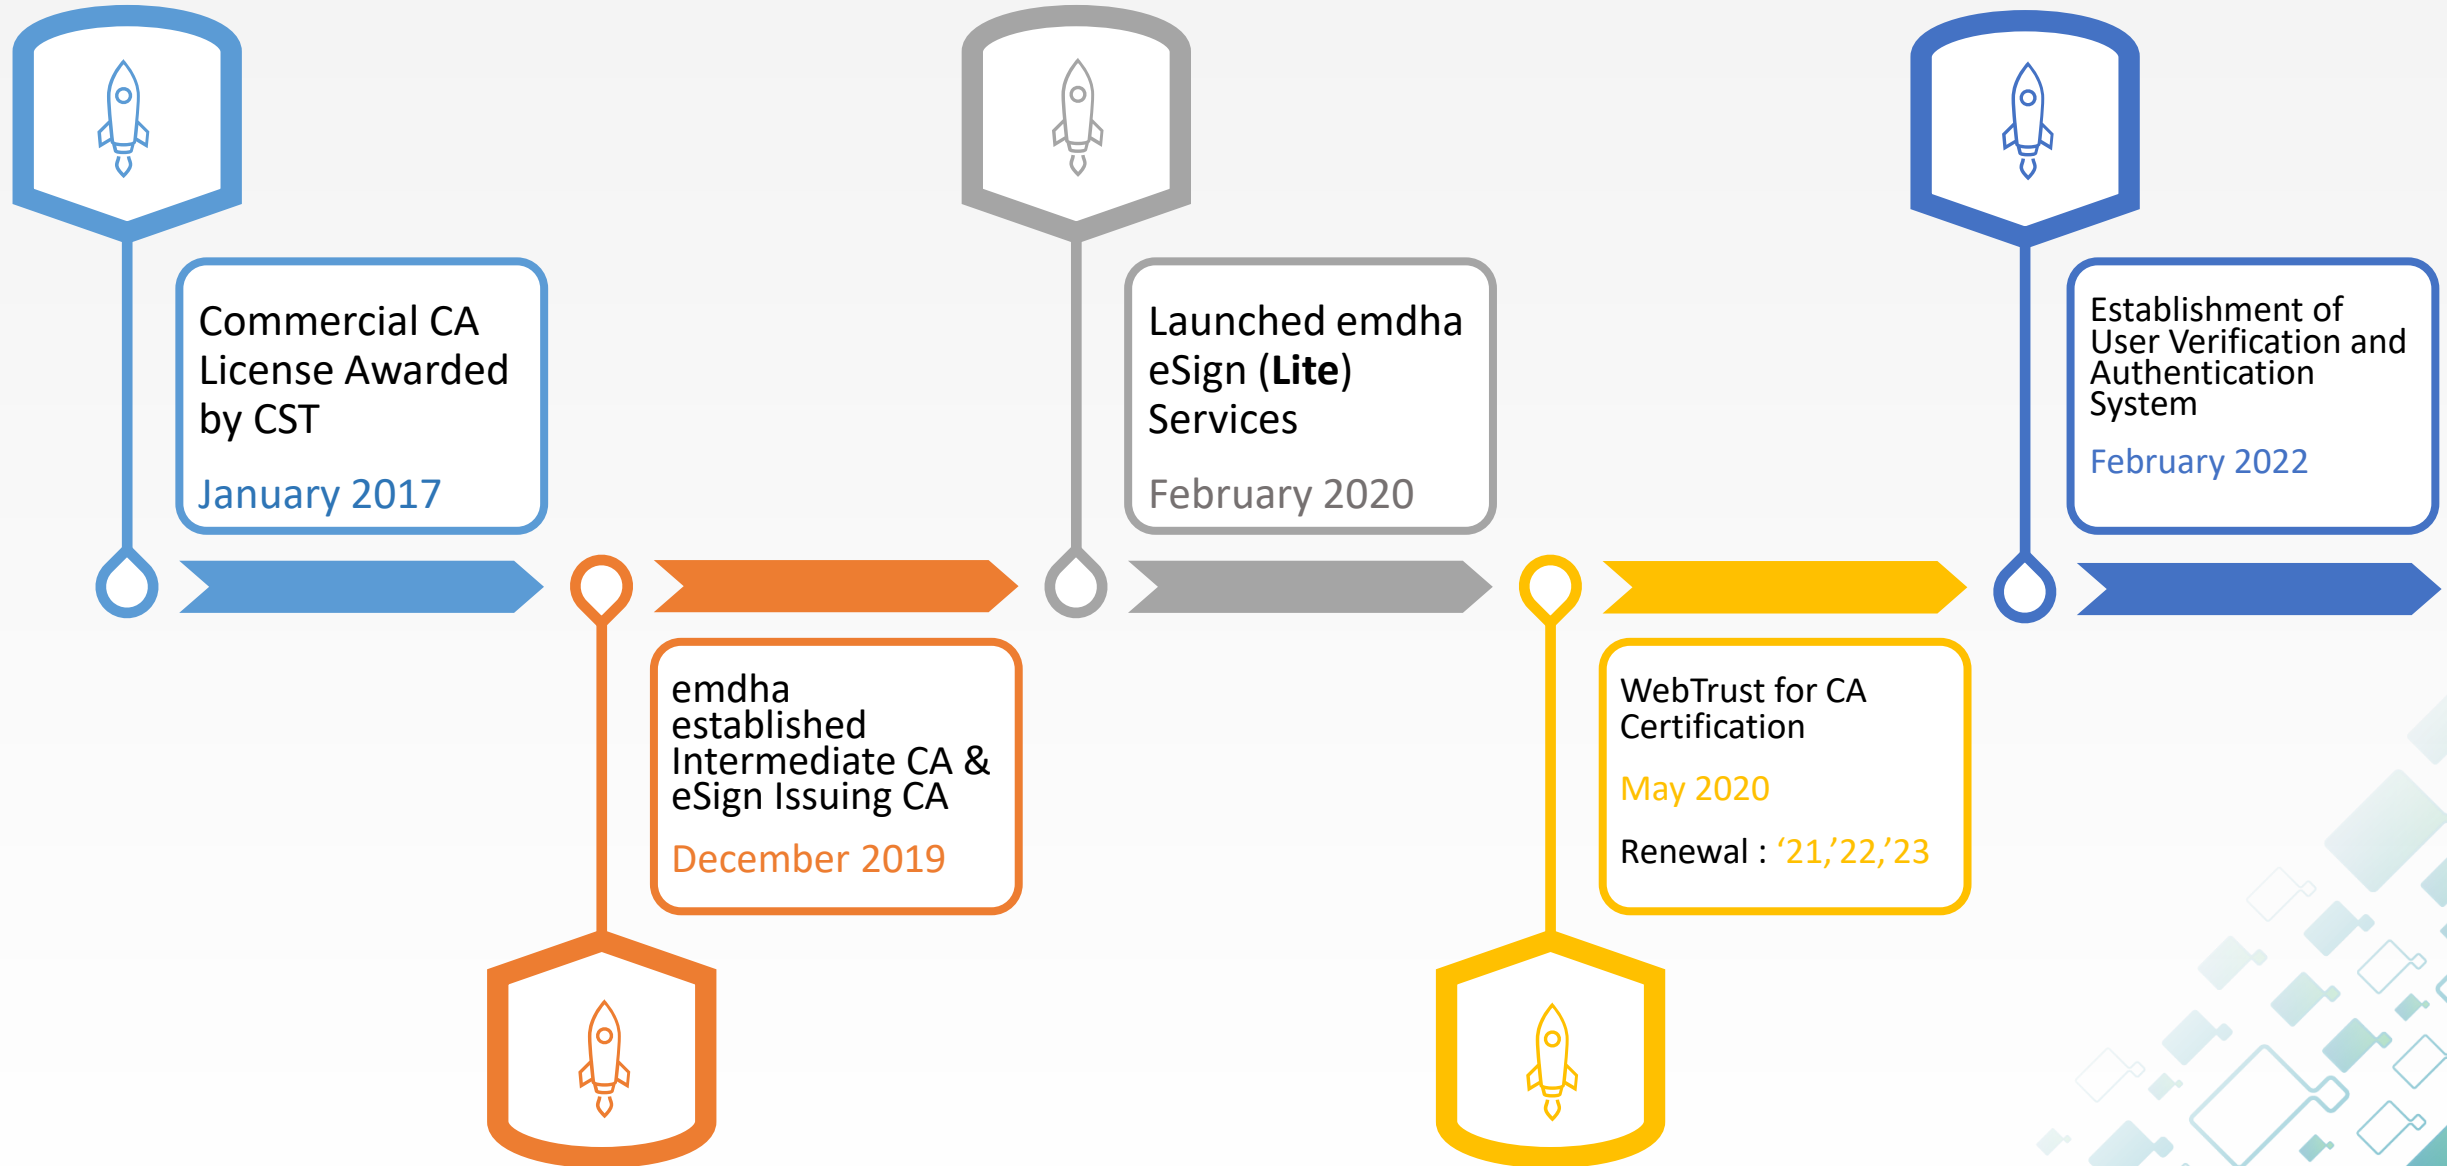 Commercial CA
License Awarded
by CST
January 2017
emdha
established
Intermediate CA &
eSign Issuing CA
December 2019
Launched emdha
eSign (Lite)
Services
February 2020
WebTrust for CA
Certification
May 2020
Renewal : ‘21,’22,’23
Establishment of
User Verification and
Authentication
System
February 2022